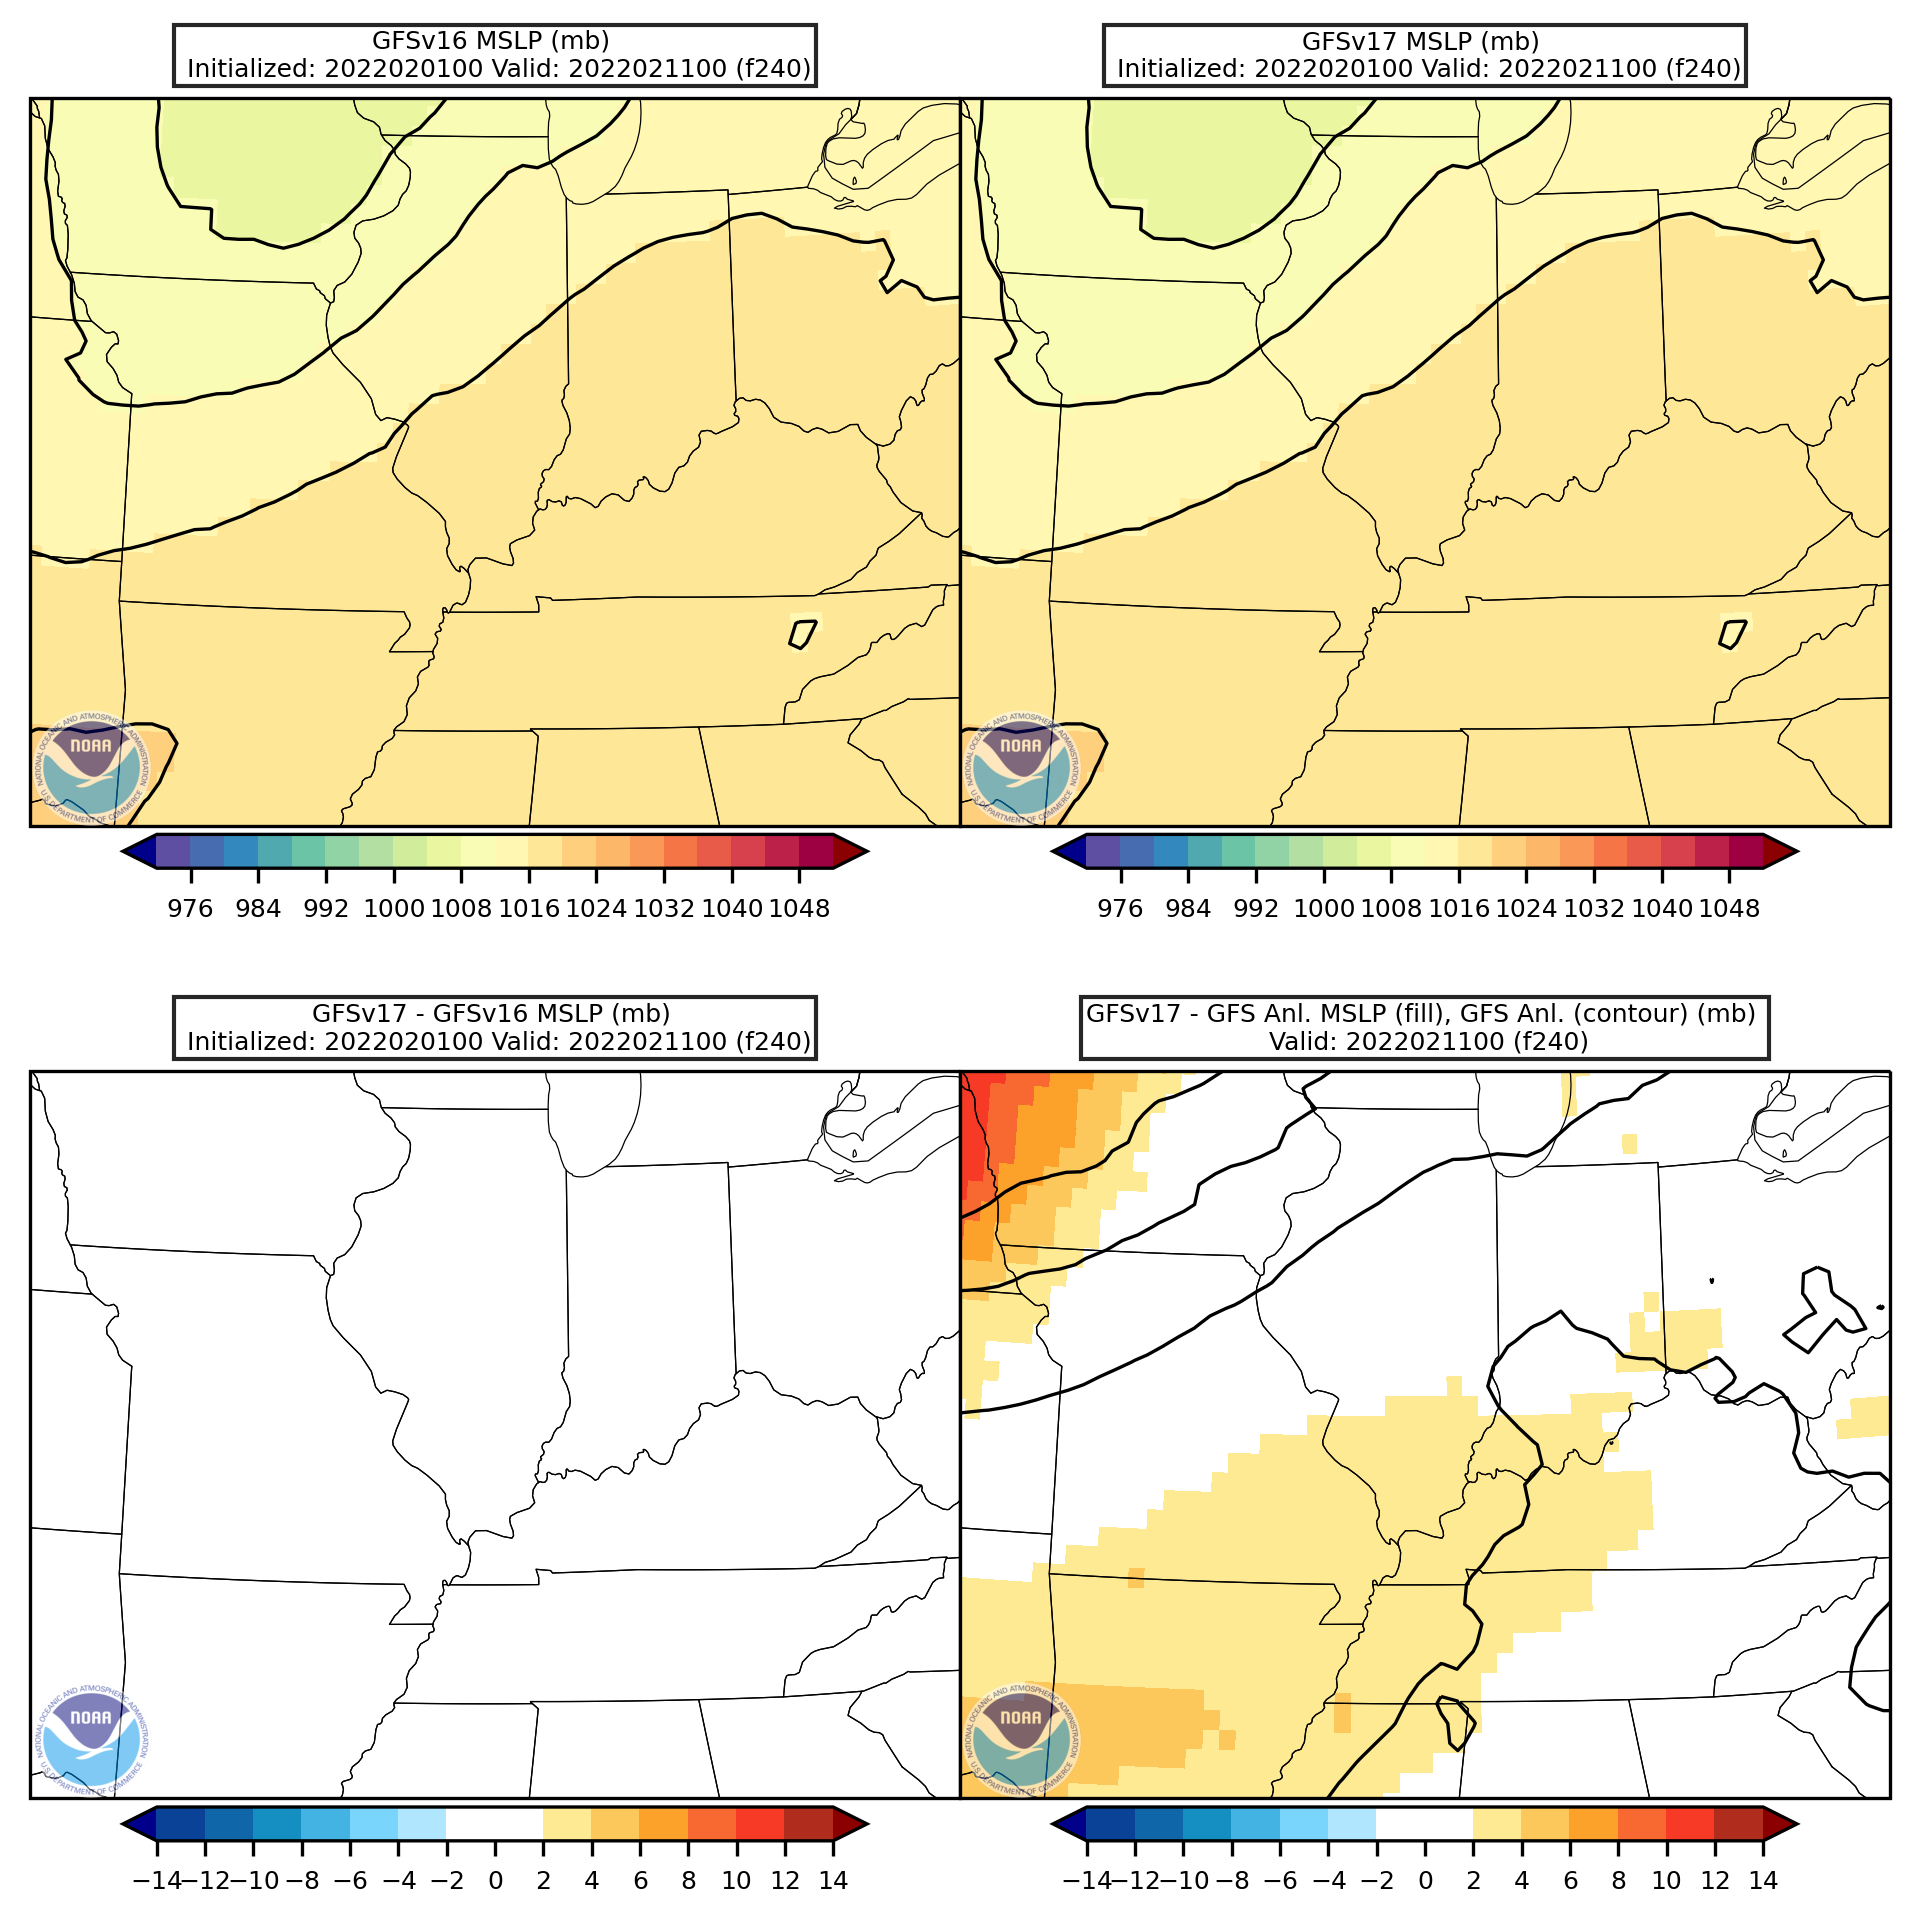 GFSv16 MSLP (mb)
Initialized: 2022020100 Valid: 2022021100 (f240)
GFSv17 MSLP (mb)
Initialized: 2022020100 Valid: 2022021100 (f240)
NATIONAL OCEANIC AND ATMOSPHERIC ADMINISTRATION
NOAA
U.S. DEPARTMENT OF COMMERCE
NATIONAL OCEANIC AND ATMOSPHERIC ADMINISTRATION
NOAA
U.S. DEPARTMENT OF COMMERCE
976 984 992 1000 1008 1016 1024 1032 1040 1048
976 984 992 1000 1008 1016 1024 1032 1040 1048
GFSv17 - GFSv16 MSLP (mb)
Initialized: 2022020100 Valid: 2022021100 (f240)
GFSv17 - GFS Anl. MSLP (fill), GFS Anl. (contour) (mb)
Valid: 2022021100 (f240)
NATIONAL OCEANIC AND ATMOSPHERIC ADMINISTRATION
NOAA
U.S. DEPARTMENT OF COMMERCE
NATIONAL OCEANIC AND ATMOSPHERIC ADMINISTRATION
NOAA
U.S. DEPARTMENT OF COMMERCE
−14 −12 −10 −8 −6 −4 −2 0 2 4 6 8 10 12 14
−14 −12 −10 −8 −6 −4 −2 0 2 4 6 8 10 12 14